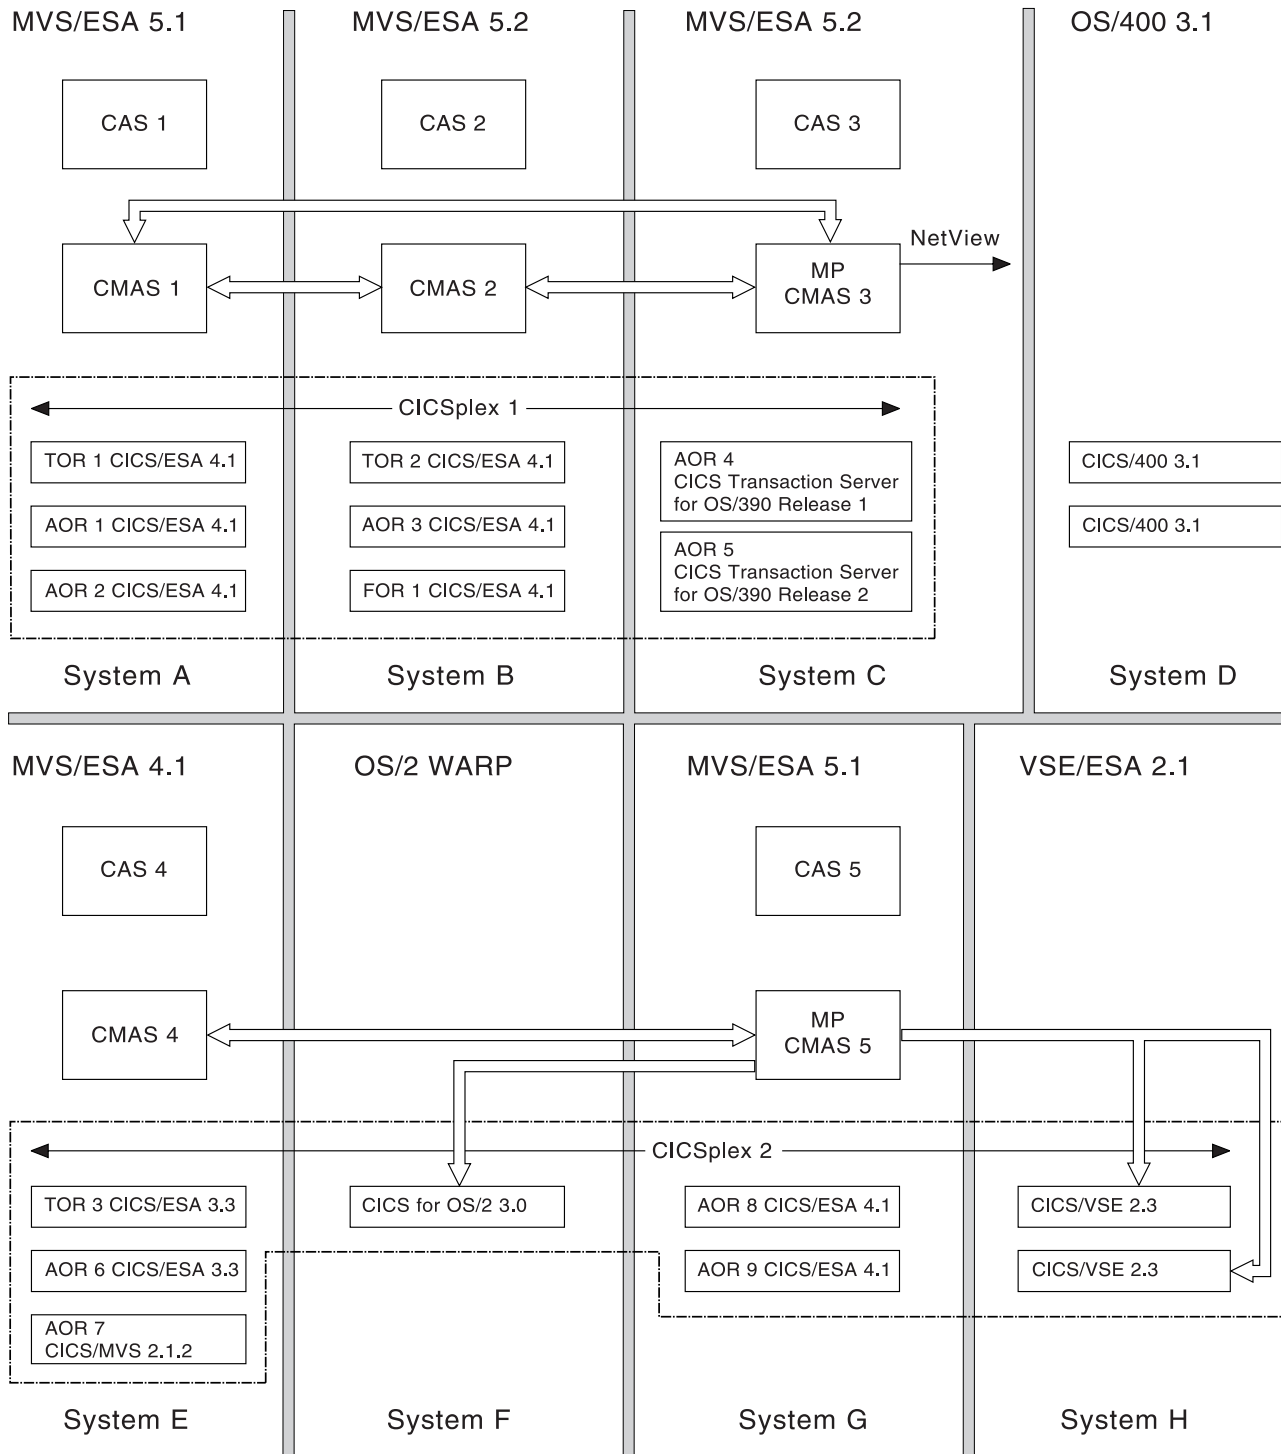 MVS/ESA 5.1
MVS/ESA 5.2
MVS/ESA 5.2
OS/400 3.1
CAS 1
CAS 2
CAS 3
NetView
CMAS 1
CMAS 2
MP
CMAS 3
CICSplex 1
TOR 1 CICS/ESA 4.1
AOR 1 CICS/ESA 4.1
AOR 2 CICS/ESA 4.1
TOR 2 CICS/ESA 4.1
AOR 3 CICS/ESA 4.1
FOR 1 CICS/ESA 4.1
AOR 4
CICS Transaction Server
for OS/390 Release 1
AOR 5
CICS Transaction Server
for OS/390 Release 2
CICS/400 3.1
CICS/400 3.1
System A
System B
System C
System D
MVS/ESA 4.1
OS/2 WARP
MVS/ESA 5.1
VSE/ESA 2.1
CAS 4
CAS 5
CMAS 4
MP
CMAS 5
CICSplex 2
TOR 3 CICS/ESA 3.3
AOR 6 CICS/ESA 3.3
AOR 7
CICS/MVS 2.1.2
CICS for OS/2 3.0
AOR 8 CICS/ESA 4.1
AOR 9 CICS/ESA 4.1
CICS/VSE 2.3
CICS/VSE 2.3
System E
System F
System G
System H